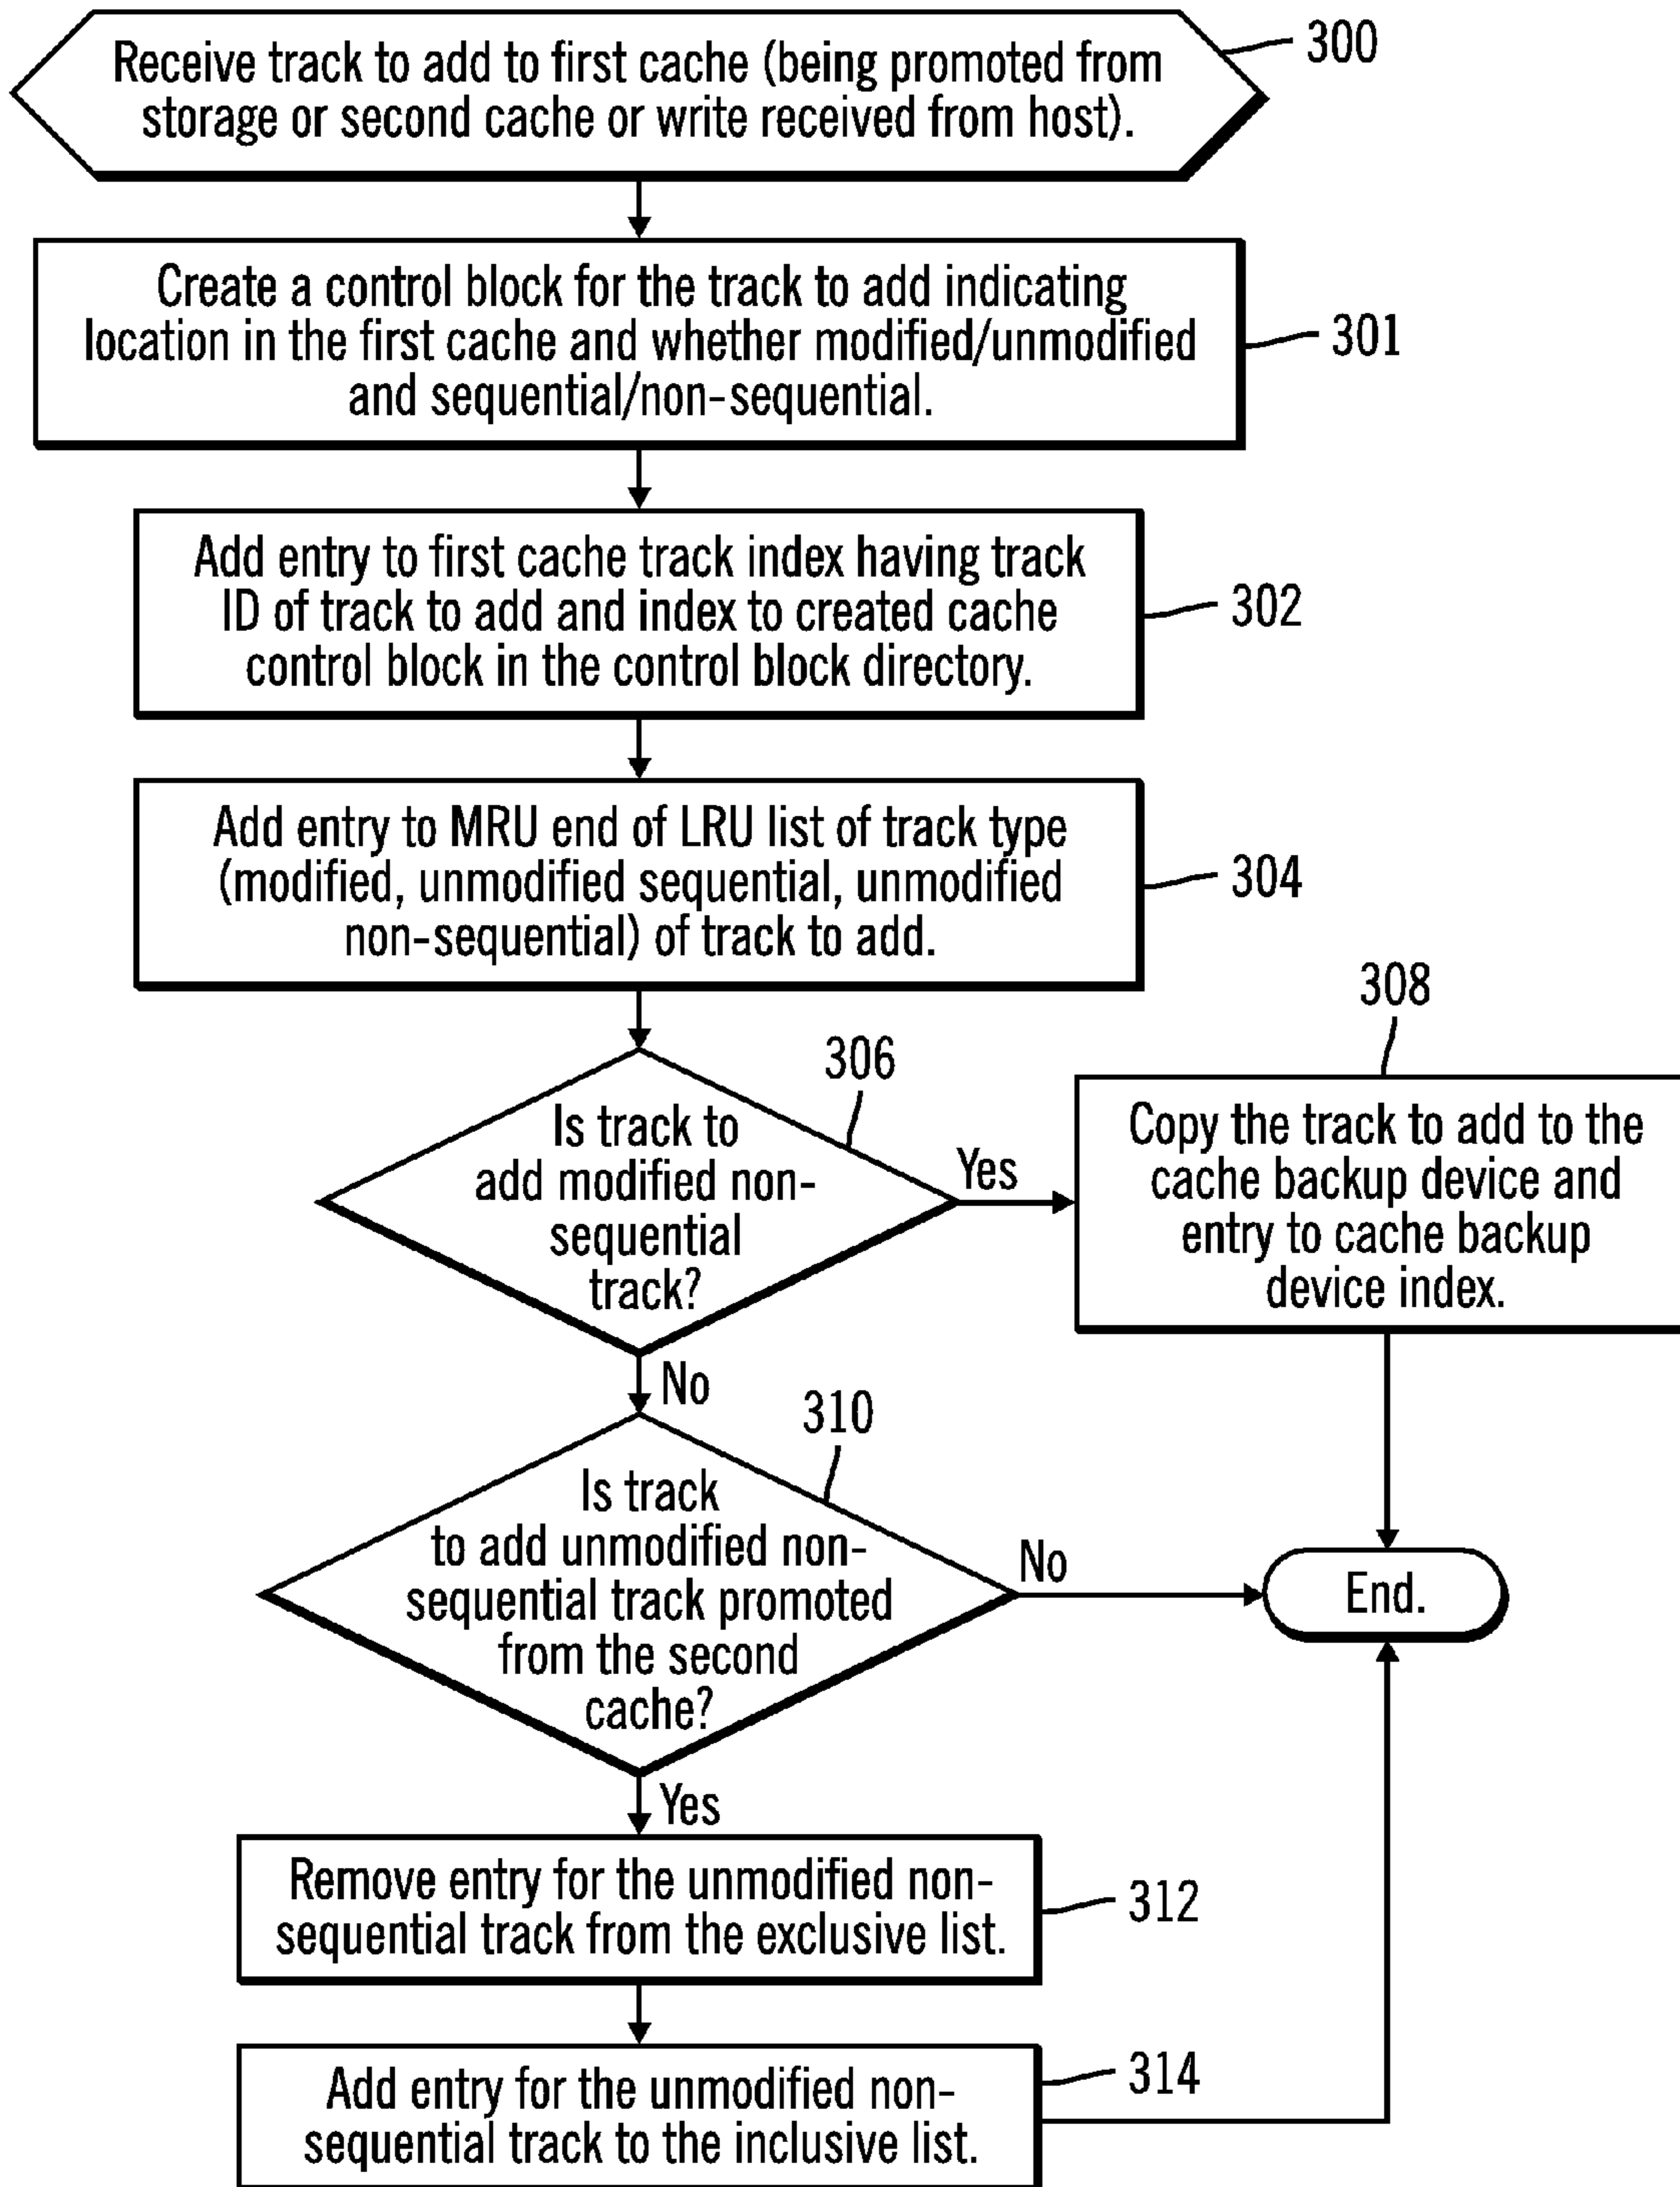 Receive track to add to first cache (being promoted from
storage or second cache or write received from host).
300
Create a control block for the track to add indicating
location in the first cache and whether modified/unmodified
and sequential/non-sequential.
301
Add entry to first cache track index having track
ID of track to add and index to created cache
control block in the control block directory.
302
Add entry to MRU end of LRU list of track type
(modified, unmodified sequential, unmodified
non-sequential) of track to add.
304
306
Is track to
add modified non-
sequential
track?
Yes
No
308
Copy the track to add to the
cache backup device and
entry to cache backup
device index.
310
Is track
to add unmodified non-
sequential track promoted
from the second
cache?
No
Yes
End.
Remove entry for the unmodified non-
sequential track from the exclusive list.
312
Add entry for the unmodified non-
sequential track to the inclusive list.
314